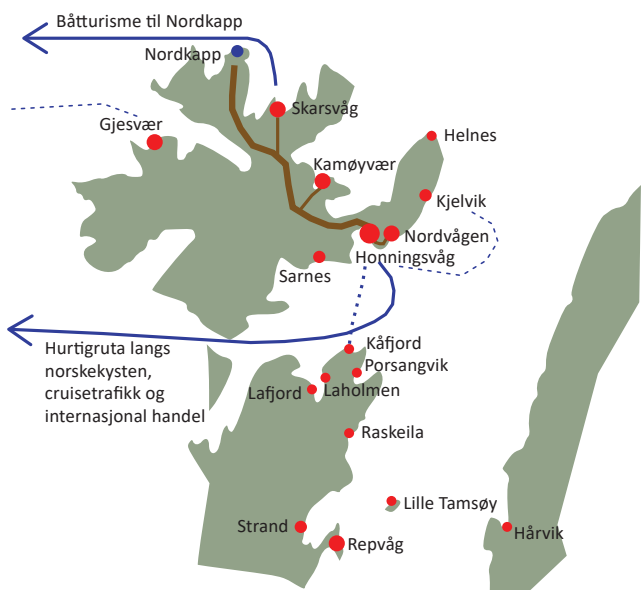 Båtturisme til Nordkapp
Nordkapp
Skarsvåg
Gjesvær
Helnes
Kamøyvær
Kjelvik
Nordvågen
Honningsvåg
Sarnes
Hurtigruta langs
norskekysten,
cruisetrafikk og
internasjonal handel
Kåfjord
Porsangvik
Laholmen
Lafjord
Raskeila
Lille Tamsøy
Strand
Repvåg
Hårvik